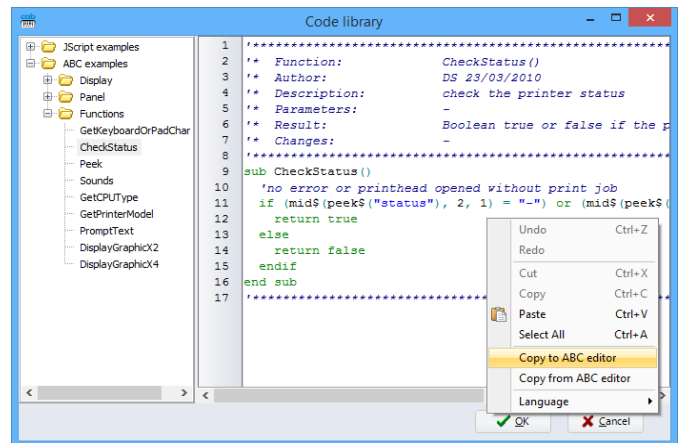 cab
Code library
JScript examples
ABC examples
Display
Panel
Functions
GetKeyboardOrPadChar
CheckStatus
Peek
Sounds
GetCPUType
GetPrinterModel
PromptText
DisplayGraphicX2
DisplayGraphicX4
1 '*******************************************************
2 '* Function: CheckStatus()
3 '* Author: DS 23/03/2010
4 '* Description: check the printer status
5 '* Parameters: -
6 '* Result: Boolean true or false if the p
7 '* Changes: -
8 '*******************************************************
9 sub CheckStatus()
10 'no error or printhead opened without print job
11 if (mid$(peek$("status"), 2, 1) = "-") or (mid$(peek$(
12 return true
13 else
14 return false
15 endif
16 end sub
17 '*******************************************************
Undo Ctrl+Z
Redo
Cut Ctrl+X
Copy Ctrl+C
Paste Ctrl+V
Select All Ctrl+A
Copy to ABC editor
Copy from ABC editor
Language
OK Cancel